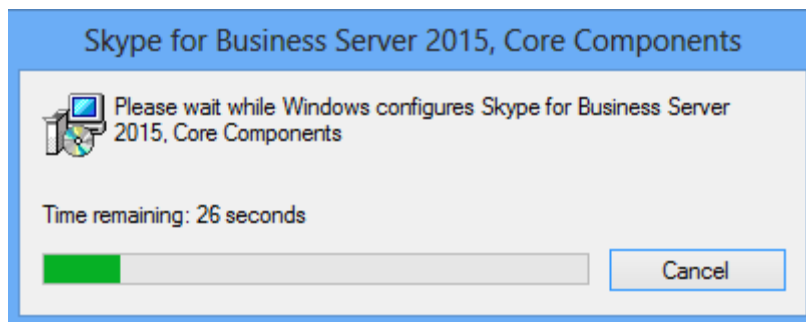 Skype for Business Server 2015, Core Components
Please wait while Windows configures Skype for Business Server
2015, Core Components
Time remaining: 26 seconds
Cancel